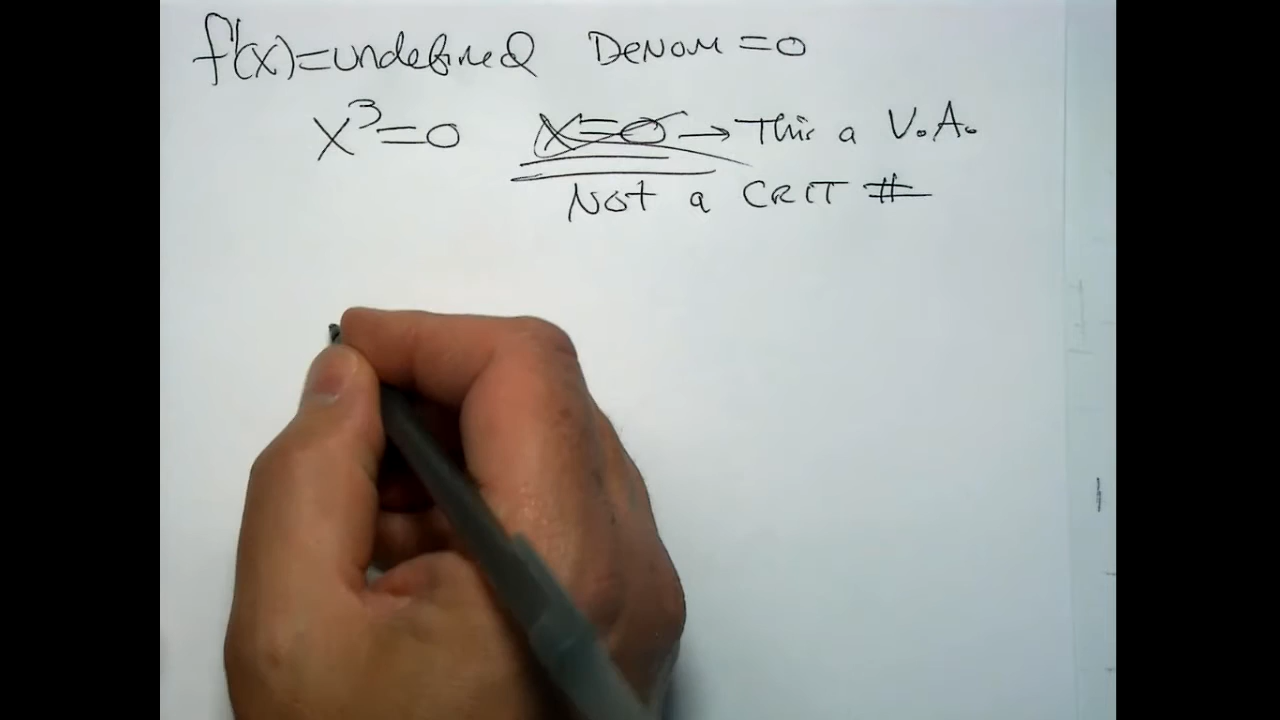 f'(x)=undefined Denom =0
x³=0 x=0 → This a V.A.
Not a CRIT #